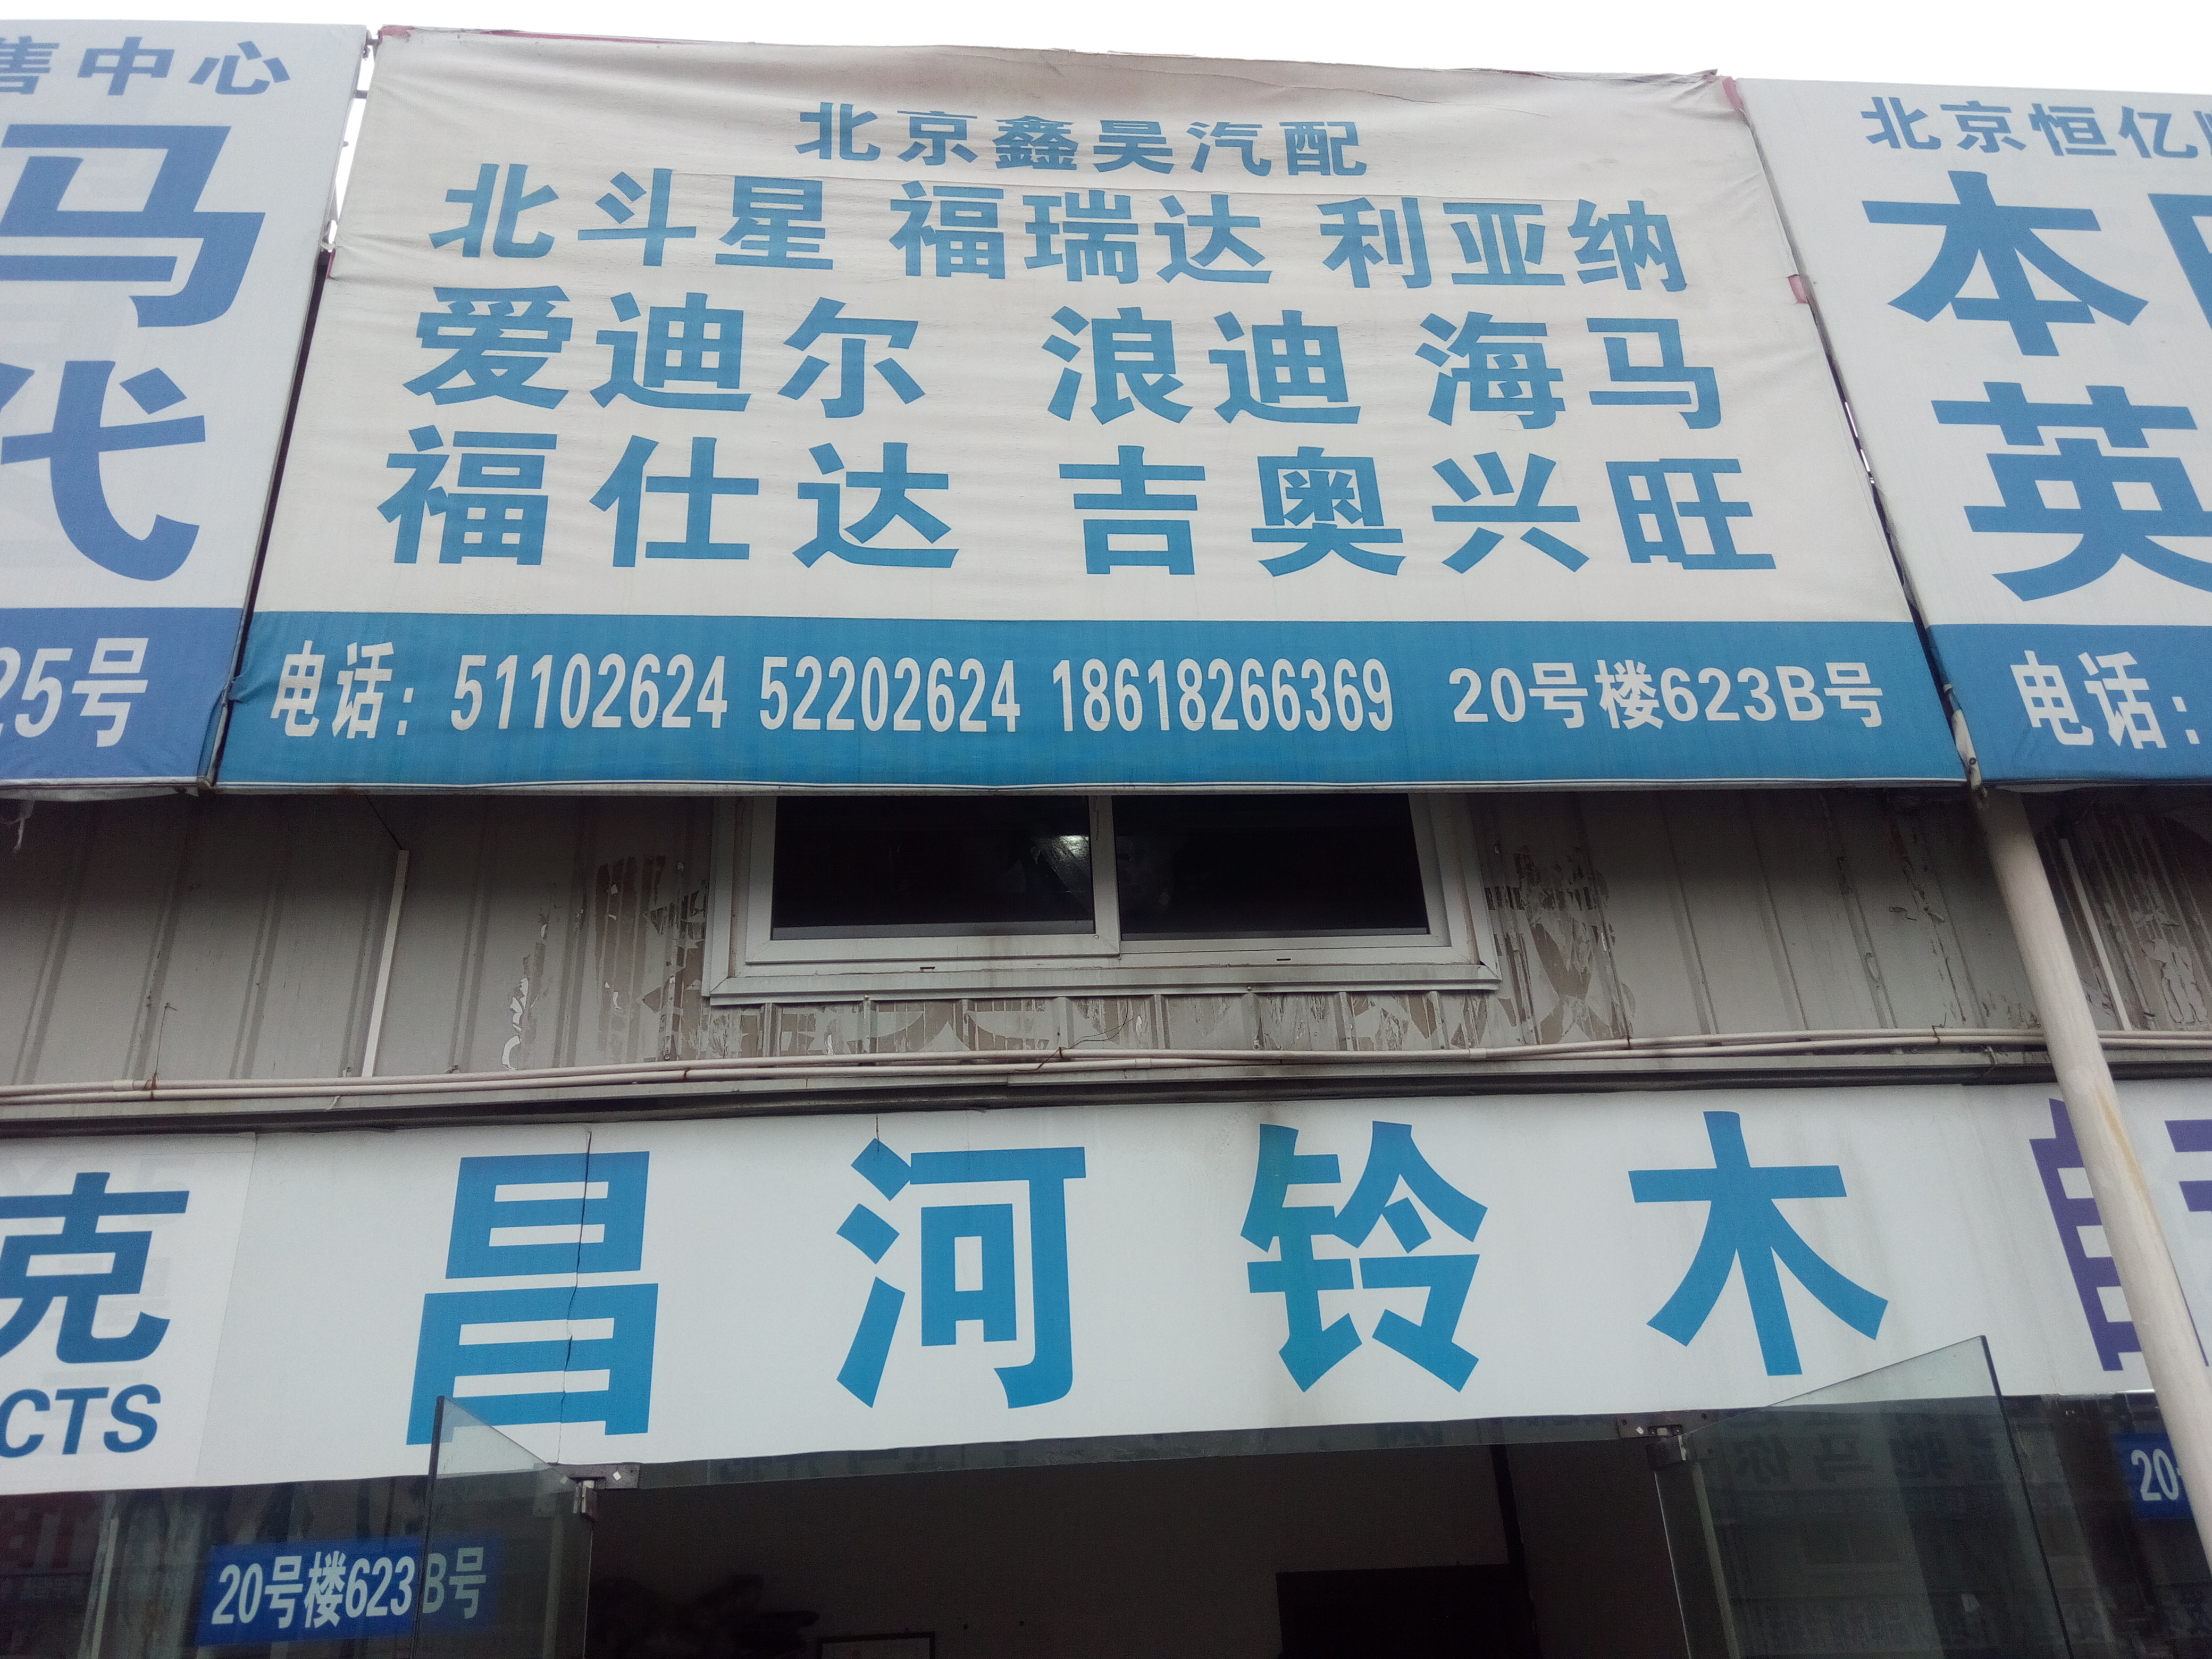 售中心
马
代
25号
北京鑫昊汽配
北斗星 福瑞达 利亚纳
爱迪尔 浪迪 海马
福仕达 吉奥兴旺
电话: 51102624 52202624 18618266369 20号楼623B号
北京恒亿
本
英
电话:
克
CTS
昌河铃木
20号楼623B号
20